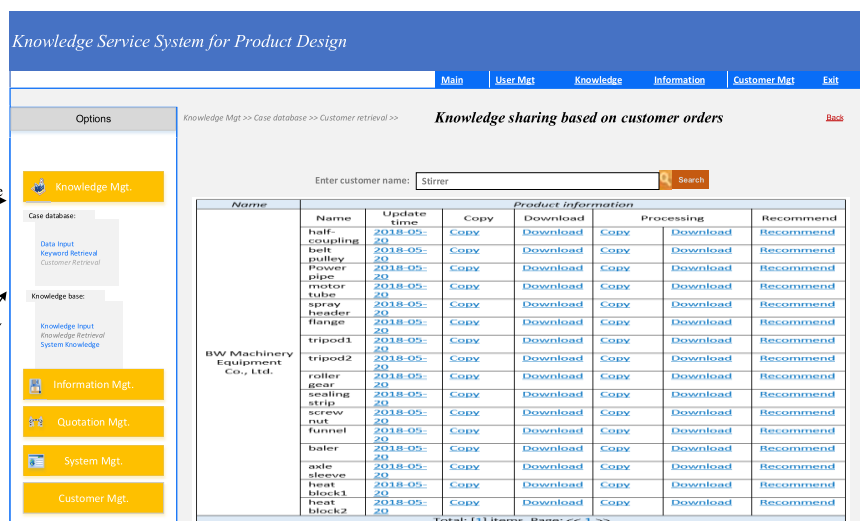 Knowledge Service System for Product Design
Main User Mgt Knowledge Information Customer Mgt Exit
Options
Knowledge Mgt >> Case database >> Customer retrieval >>
Knowledge sharing based on customer orders
Back
Knowledge Mgt.
Case database:
Data Input
Keyword Retrieval
Customer Retrieval
Knowledge base:
Knowledge Input
Knowledge Retrieval
System Knowledge
Information Mgt.
Quotation Mgt.
System Mgt.
Customer Mgt.
Enter customer name: Stirrer Search
Name Product information
Name Update time Copy Download Processing Recommend
BW Machinery
Equipment
Co., Ltd.
half-coupling 2018-05-20 Copy Download Copy Download Recommend
belt pulley 2018-05-20 Copy Download Copy Download Recommend
Power pipe 2018-05-20 Copy Download Copy Download Recommend
motor tube 2018-05-20 Copy Download Copy Download Recommend
spray header 2018-05-20 Copy Download Copy Download Recommend
flange 2018-05-20 Copy Download Copy Download Recommend
tripod1 2018-05-20 Copy Download Copy Download Recommend
tripod2 2018-05-20 Copy Download Copy Download Recommend
roller gear 2018-05-20 Copy Download Copy Download Recommend
sealing strip 2018-05-20 Copy Download Copy Download Recommend
screw nut 2018-05-20 Copy Download Copy Download Recommend
funnel 2018-05-20 Copy Download Copy Download Recommend
baler 2018-05-20 Copy Download Copy Download Recommend
axle sleeve 2018-05-20 Copy Download Copy Download Recommend
heat block1 2018-05-20 Copy Download Copy Download Recommend
heat block2 2018-05-20 Copy Download Copy Download Recommend
Total: [1] items Page: << 1 >>